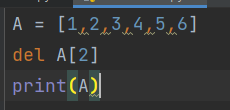 A = [1,2,3,4,5,6]
del A[2]
print(A)